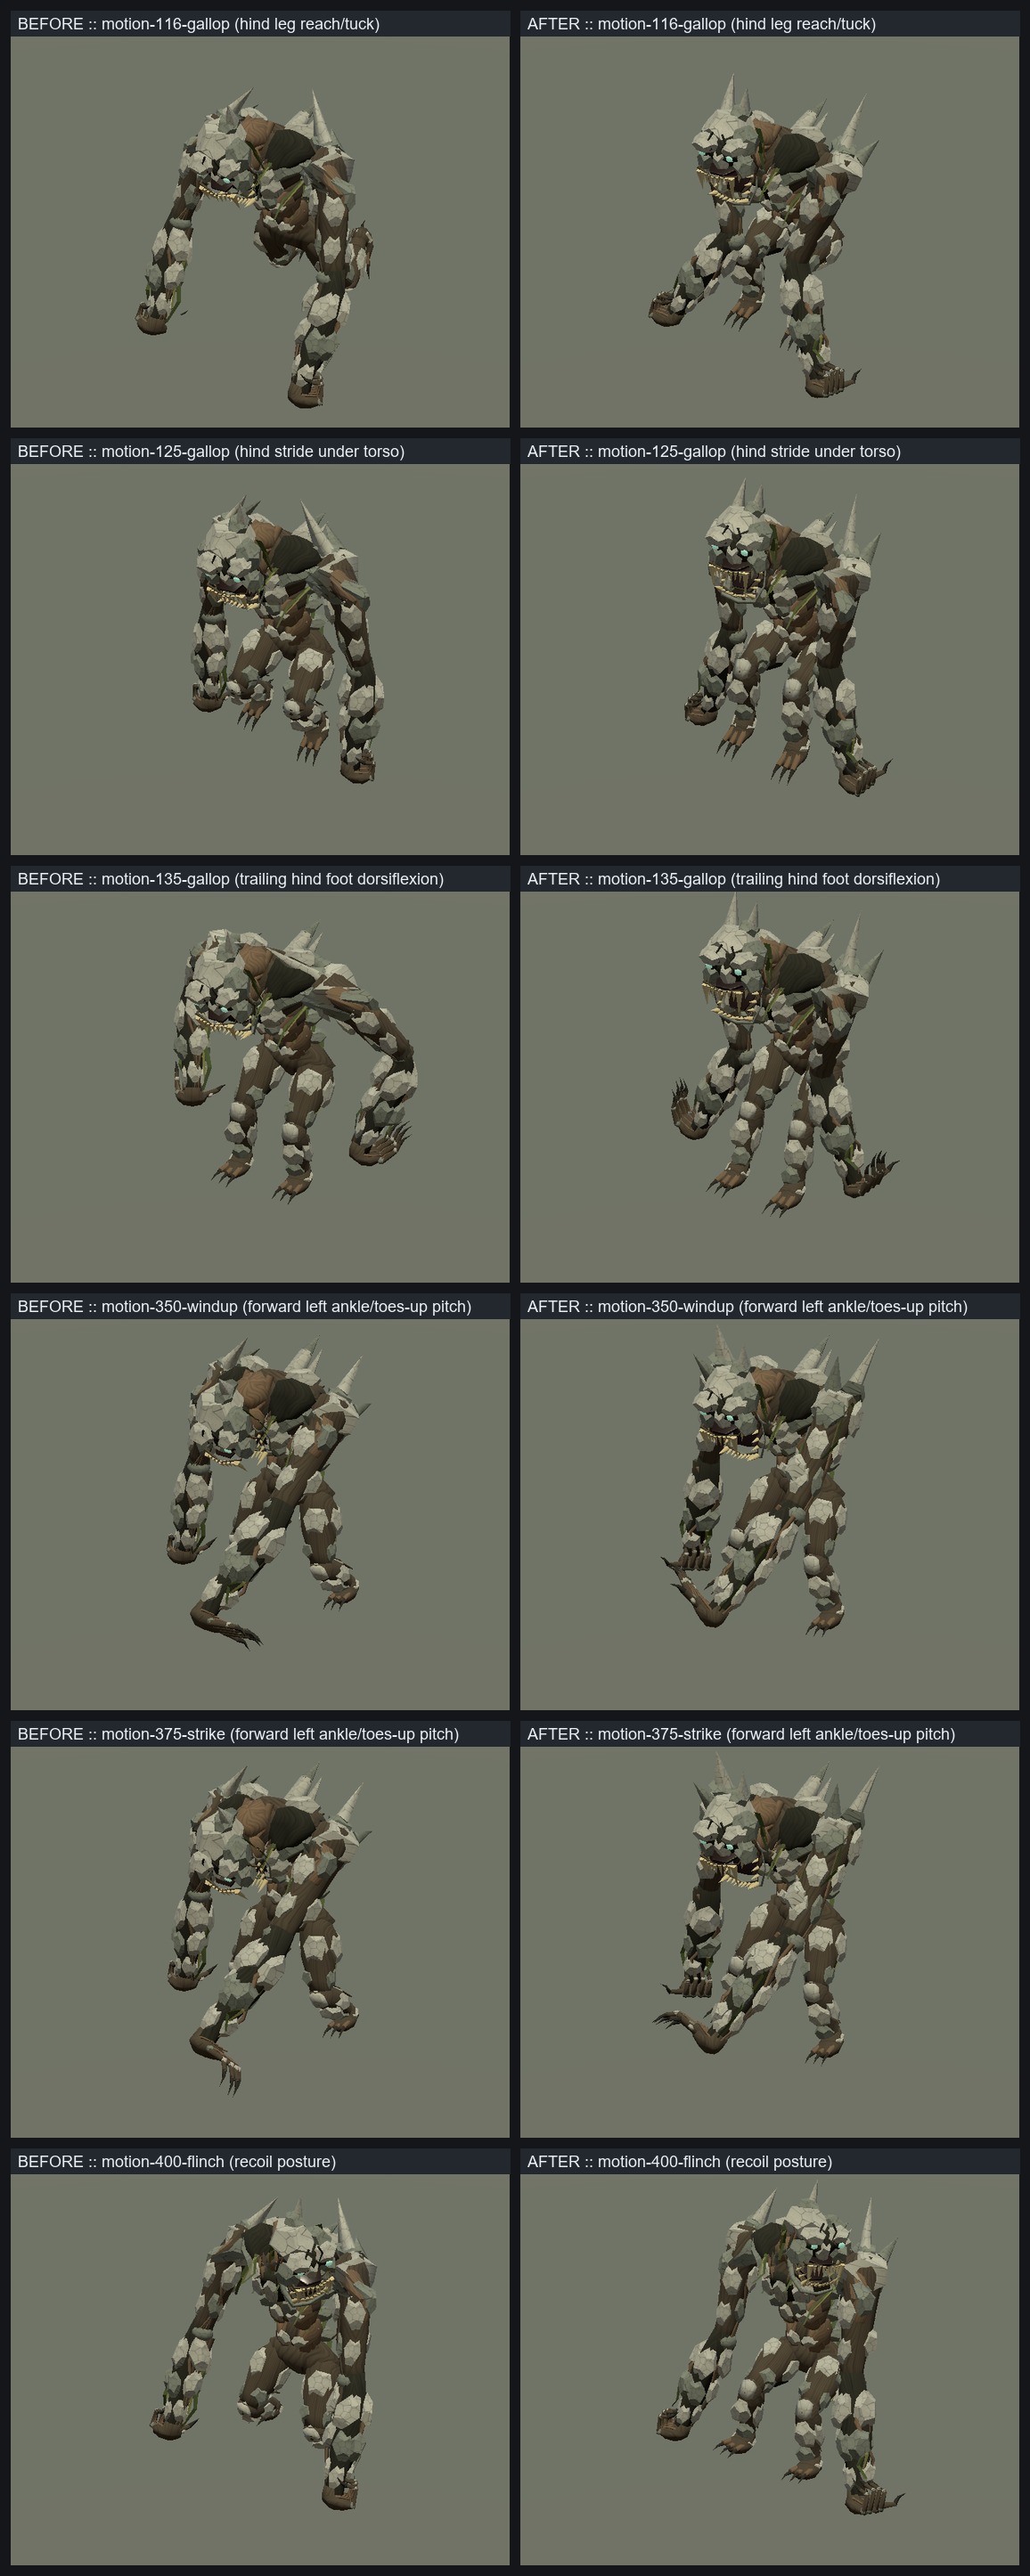 BEFORE :: motion-116-gallop (hind leg reach/tuck)
AFTER :: motion-116-gallop (hind leg reach/tuck)
BEFORE :: motion-125-gallop (hind stride under torso)
AFTER :: motion-125-gallop (hind stride under torso)
BEFORE :: motion-135-gallop (trailing hind foot dorsiflexion)
AFTER :: motion-135-gallop (trailing hind foot dorsiflexion)
BEFORE :: motion-350-windup (forward left ankle/toes-up pitch)
AFTER :: motion-350-windup (forward left ankle/toes-up pitch)
BEFORE :: motion-375-strike (forward left ankle/toes-up pitch)
AFTER :: motion-375-strike (forward left ankle/toes-up pitch)
BEFORE :: motion-400-flinch (recoil posture)
AFTER :: motion-400-flinch (recoil posture)